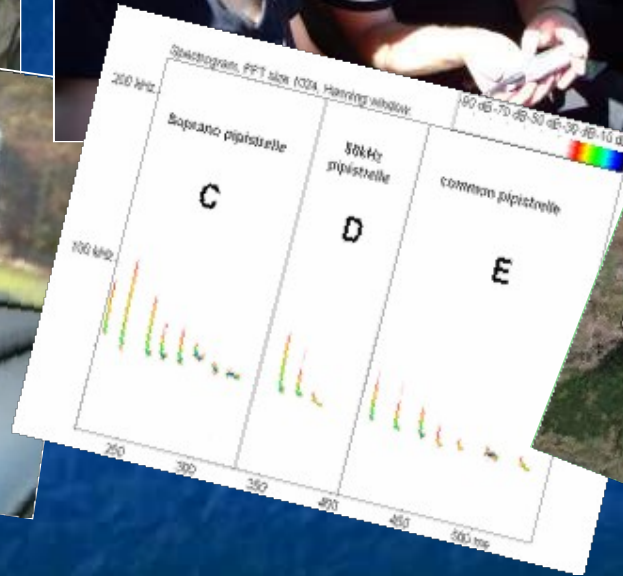 Spectrogram, FFT size 1024, Hanning window.
-90 dB -70 dB -50 dB -30 dB -10 d
200 kHz
Soprano pipistrelle
C
pipistrelle
D
common pipistrelle
E
100 kHz
250
300
350
400
450
500 ms